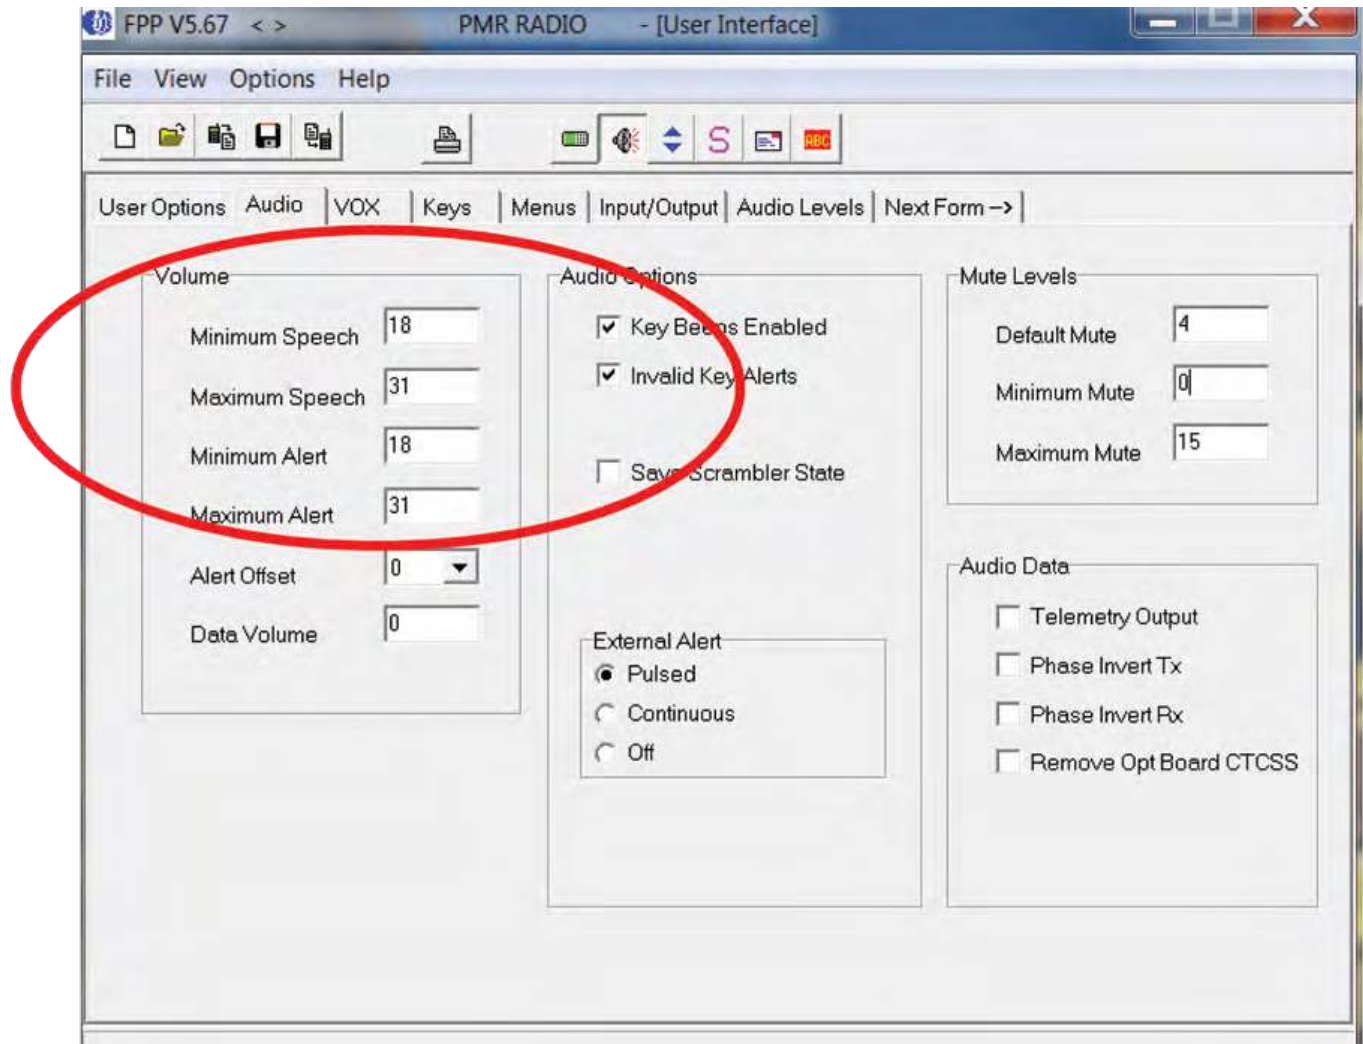 FPP V5.67 < > PMR RADIO - [User Interface]
File View Options Help
ABC
User Options Audio VOX Keys Menus Input/Output Audio Levels Next Form -->
Volume
Minimum Speech 18
Maximum Speech 31
Minimum Alert 18
Maximum Alert 31
Alert Offset 0
Data Volume 0
Audio Options
Key Beeps Enabled
Invalid Key Alerts
Save Scrambler State
External Alert
Pulsed
Continuous
Off
Mute Levels
Default Mute 4
Minimum Mute 0
Maximum Mute 15
Audio Data
Telemetry Output
Phase Invert Tx
Phase Invert Rx
Remove Opt Board CTCSS